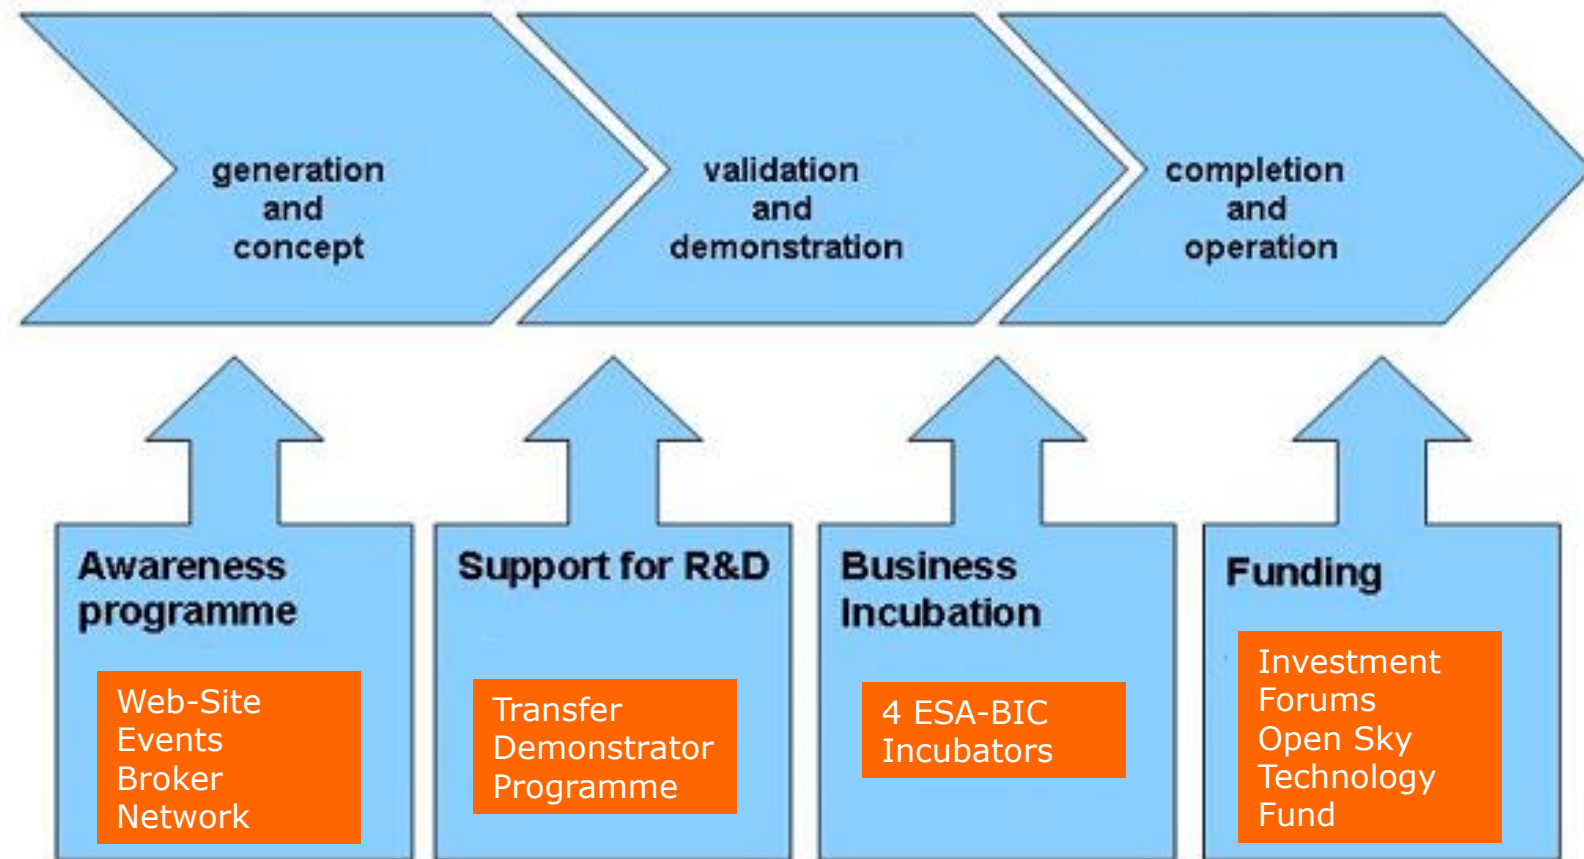 generation
and
concept
validation
and
demonstration
completion
and
operation
Awareness
programme
Web-Site
Events
Broker
Network
Support for R&D
Transfer
Demonstrator
Programme
Business
Incubation
4 ESA-BIC
Incubators
Funding
Investment
Forums
Open Sky
Technology
Fund